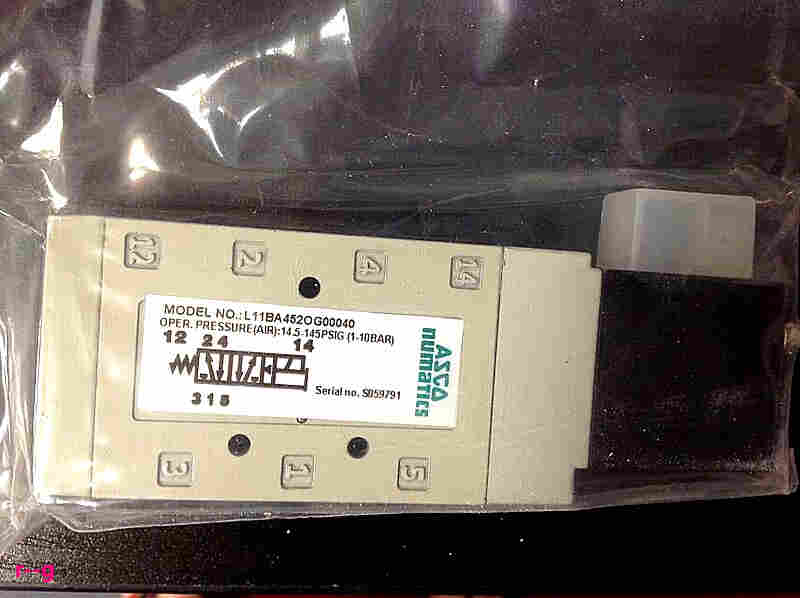 12 2 4 14
MODEL NO.: L11BA452OG00040
OPER. PRESSURE(AIR):14.5-145PSIG (1-10BAR)
12 2 4 14
3 1 5
Serial no. S059791
ASCO
numatics
3 1 5
r--g